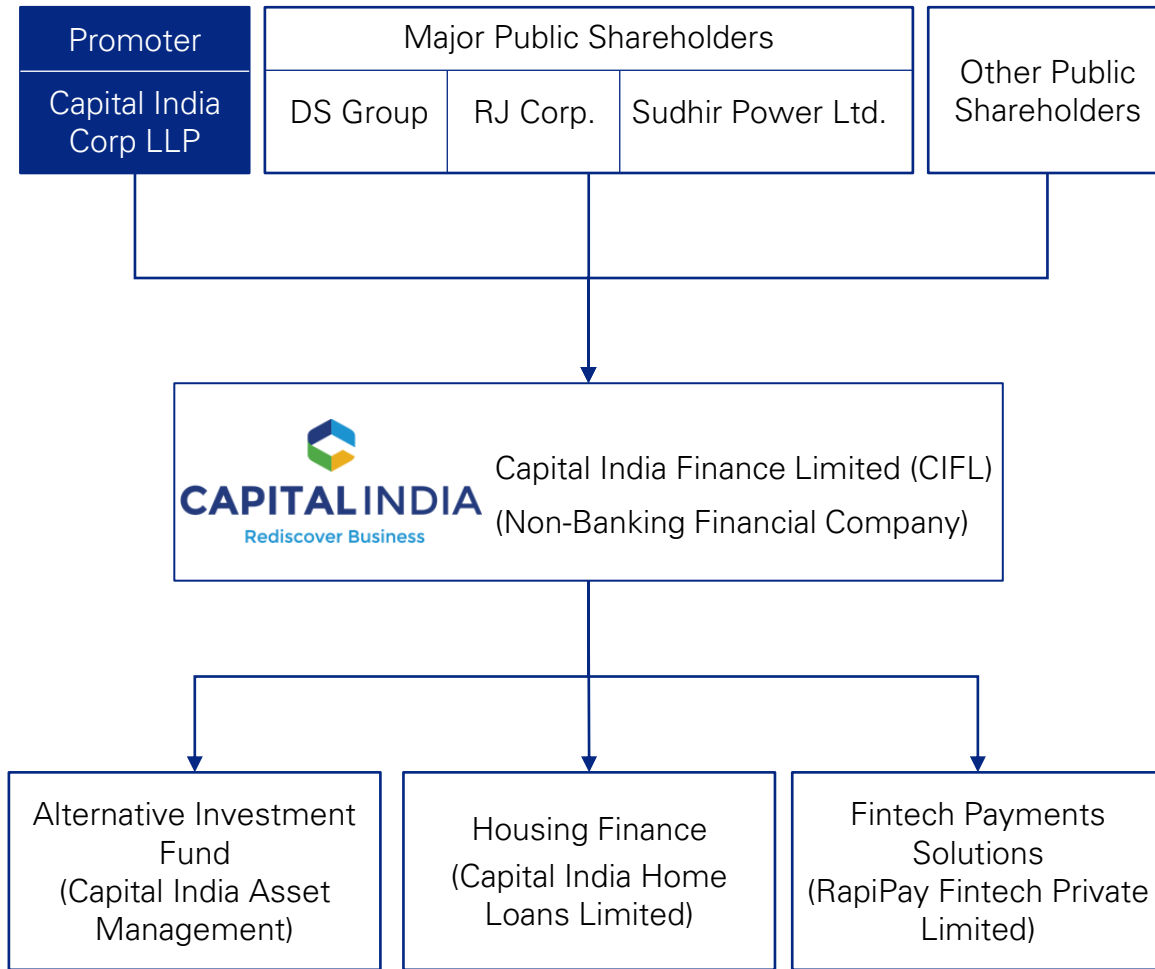 Promoter
Capital India
Corp LLP
Major Public Shareholders
DS Group
RJ Corp.
Sudhir Power Ltd.
Other Public
Shareholders
CAPITALINDIA
Rediscover Business
Capital India Finance Limited (CIFL)
(Non-Banking Financial Company)
Alternative Investment
Fund
(Capital India Asset
Management)
Housing Finance
(Capital India Home
Loans Limited)
Fintech Payments
Solutions
(RapiPay Fintech Private
Limited)